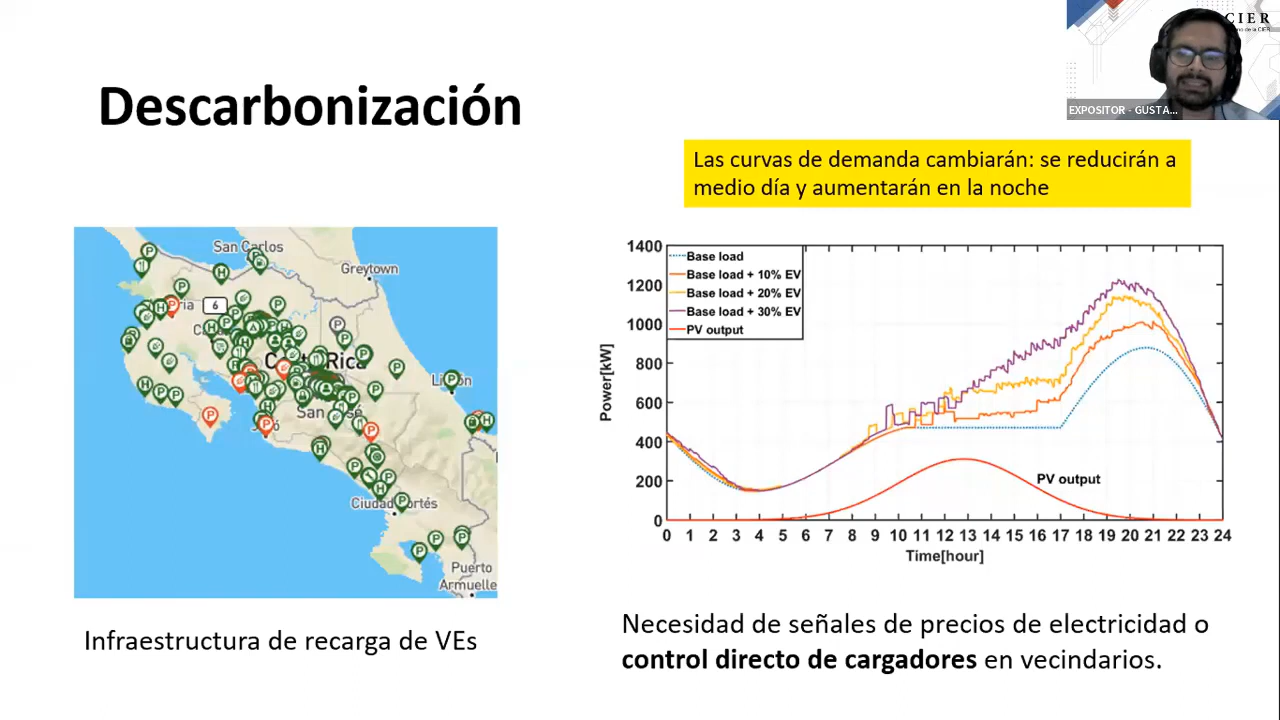 CIER
EXPOSITOR - GUSTA...
Descarbonización
Las curvas de demanda cambiarán: se reducirán a
medio día y aumentarán en la noche
San Carlos
Greytown
6
San José
Ciudad Cortés
Puerto
Armuelle
Infraestructura de recarga de VEs
1400
1200
1000
800
600
400
200
0
Power[kW]
Base load
Base load + 10% EV
Base load + 20% EV
Base load + 30% EV
PV output
PV output
0 1 2 3 4 5 6 7 8 9 10 11 12 13 14 15 16 17 18 19 20 21 22 23 24
Time[hour]
Necesidad de señales de precios de electricidad o
control directo de cargadores en vecindarios.